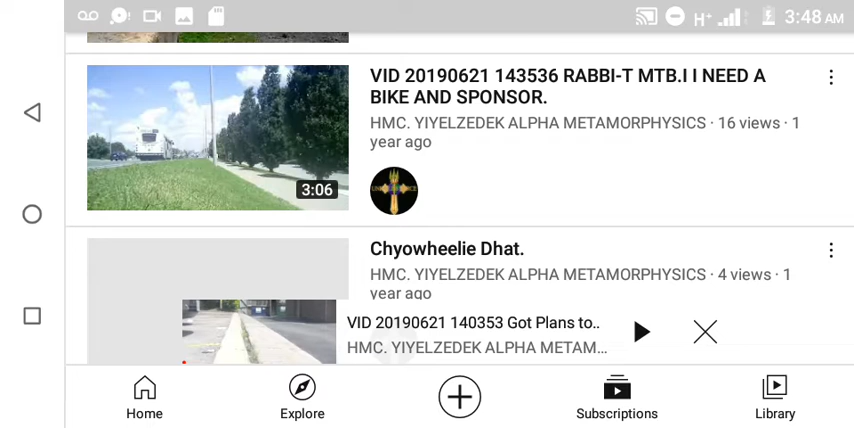 H+ 3:48 AM
VID 20190621 143536 RABBI-T MTB.I I NEED A
BIKE AND SPONSOR.
HMC. YIYELZEDEK ALPHA METAMORPHYSICS · 16 views · 1
year ago
3:06
Chyowheelie Dhat.
HMC. YIYELZEDEK ALPHA METAMORPHYSICS · 4 views · 1
year ago
VID 20190621 140353 Got Plans to..
HMC. YIYELZEDEK ALPHA METAM...
Home
Explore
Subscriptions
Library